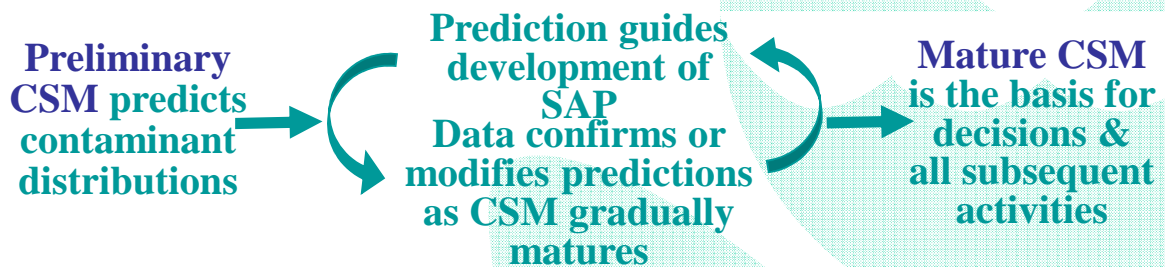 Preliminary
CSM predicts
contaminant
distributions
Prediction guides
development of
SAP
Data confirms or
modifies predictions
as CSM gradually
matures
Mature CSM
is the basis for
decisions &
all subsequent
activities